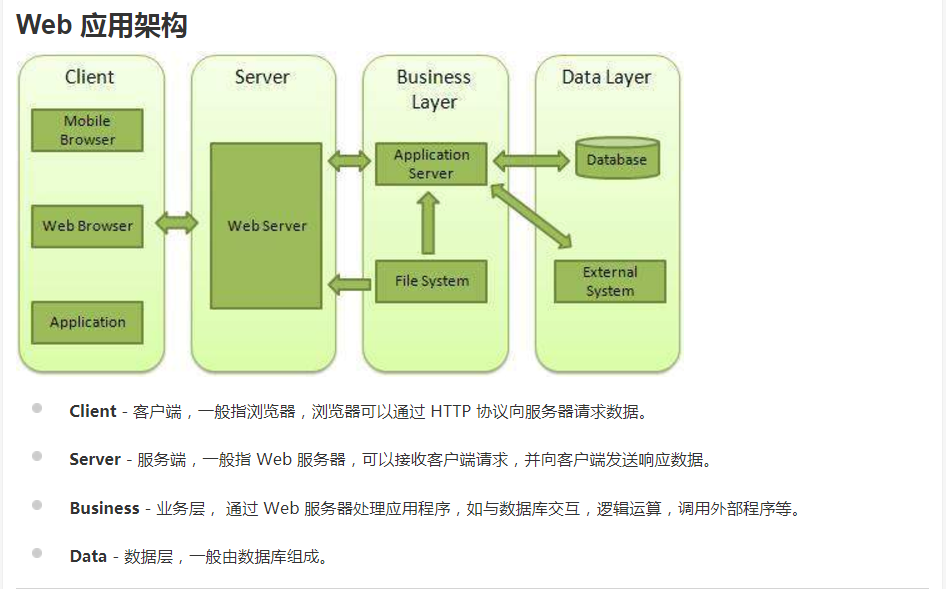 Web 应用架构
Client
Server
Business
Layer
Data Layer
Mobile
Browser
Web Browser
Application
Web Server
Application
Server
File System
Database
External
System
Client - 客户端，一般指浏览器，浏览器可以通过 HTTP 协议向服务器请求数据。
Server - 服务端，一般指 Web 服务器，可以接收客户端请求，并向客户端发送响应数据。
Business - 业务层， 通过 Web 服务器处理应用程序，如与数据库交互，逻辑运算，调用外部程序等。
Data - 数据层，一般由数据库组成。